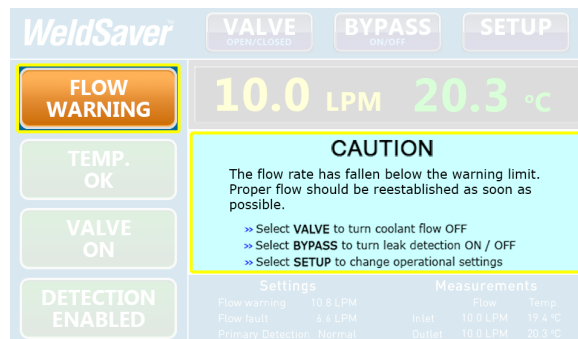 WeldSaver™
VALVE
OPEN/CLOSED
BYPASS
ON/OFF
SETUP
FLOW
WARNING
10.0 LPM 20.3 °C
CAUTION
The flow rate has fallen below the warning limit.
Proper flow should be reestablished as soon as
possible.
» Select VALVE to turn coolant flow OFF
» Select BYPASS to turn leak detection ON / OFF
» Select SETUP to change operational settings
TEMP.
OK
VALVE
ON
DETECTION
ENABLED
Settings
Flow warning 10.8 LPM
Flow fault 6.6 LPM
Primary Detection Normal
Measurements
Flow Temp.
Inlet 10.0 LPM 19.4 °C
Outlet 10.0 LPM 20.3 °C